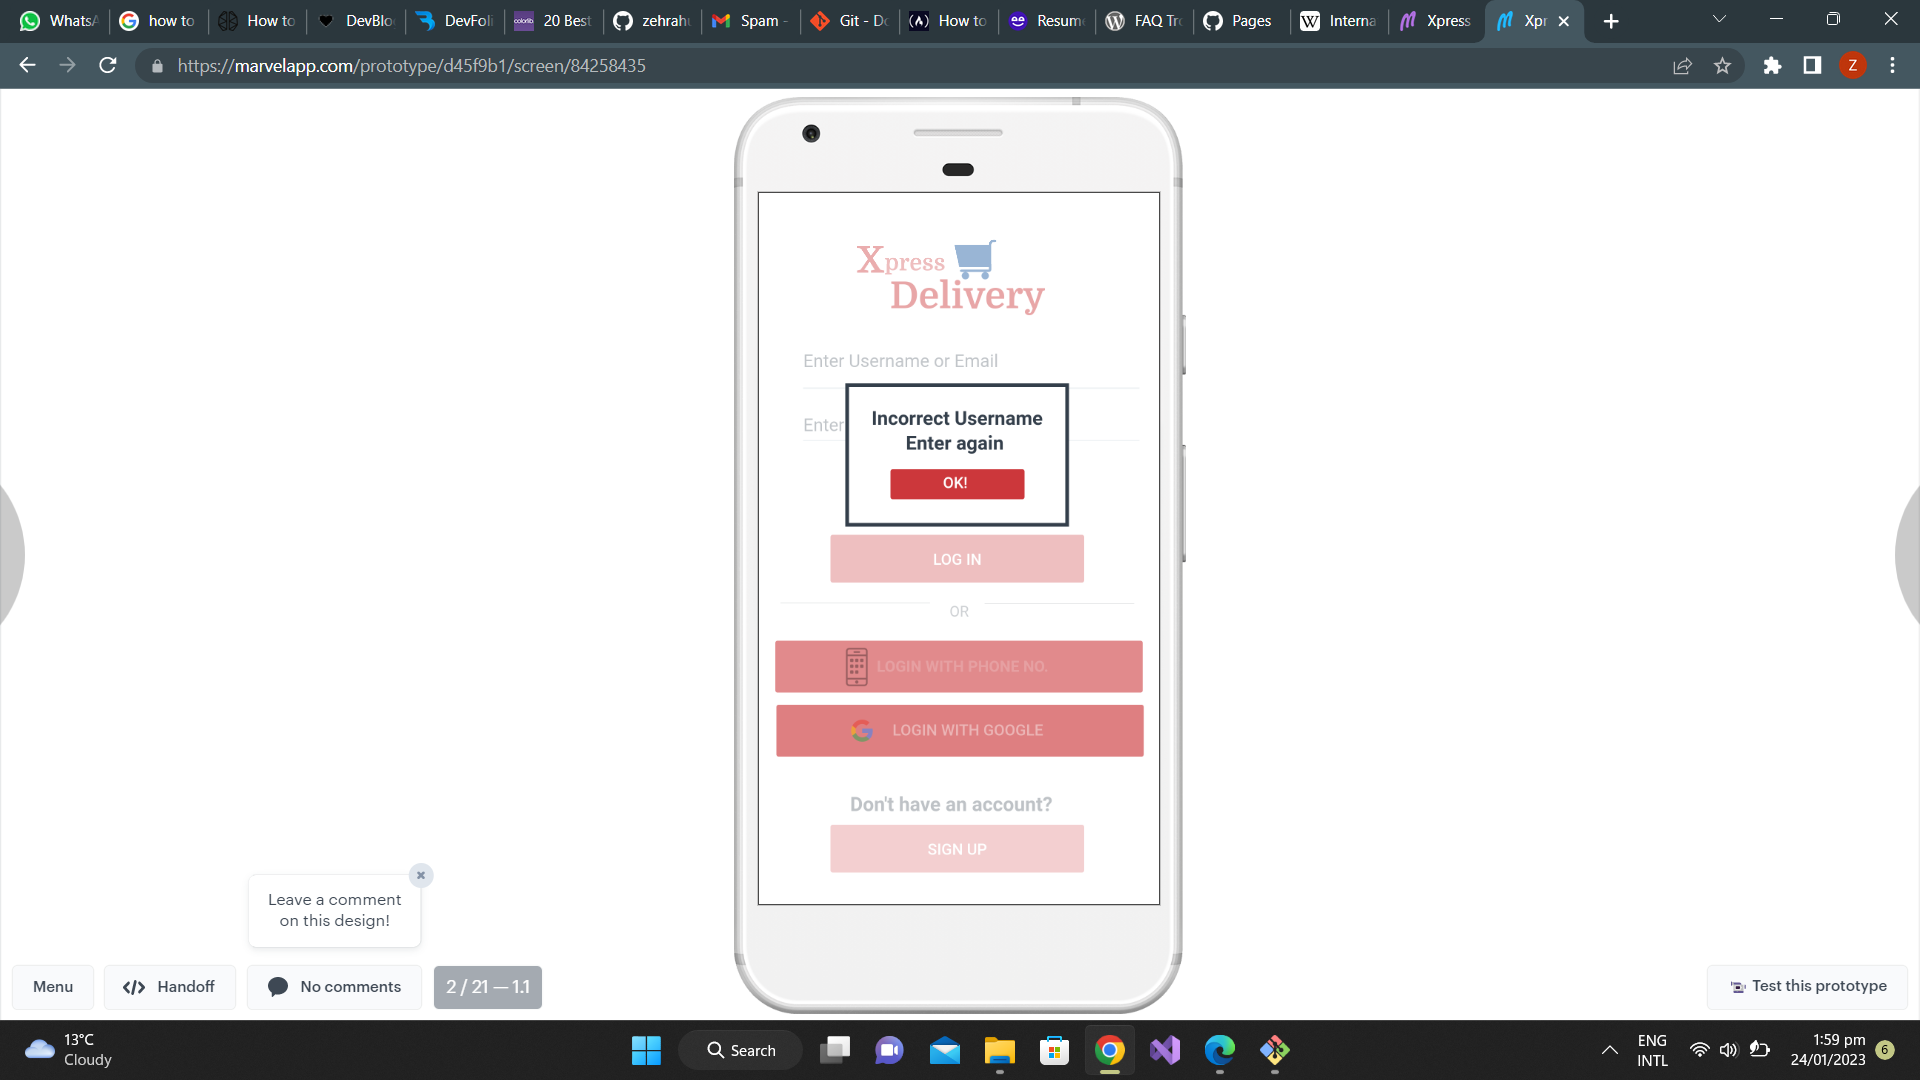 WhatsA
how to
How to
DevBlo
DevFoli
colorlib
20 Best
zehrahu
Spam -
Git - Do
How to
Resume
FAQ Tro
Pages
Interna
Xpress
Xpr
https://marvelapp.com/prototype/d45f9b1/screen/84258435
Z
Xpress
Delivery
Enter Username or Email
Enter
Incorrect Username
Enter again
OK!
LOG IN
OR
LOGIN WITH PHONE NO.
LOGIN WITH GOOGLE
Don't have an account?
SIGN UP
Leave a comment
on this design!
Menu
Handoff
No comments
2 / 21 — 1.1
Test this prototype
13°C
Cloudy
Search
ENG
INTL
1:59 pm
24/01/2023
6